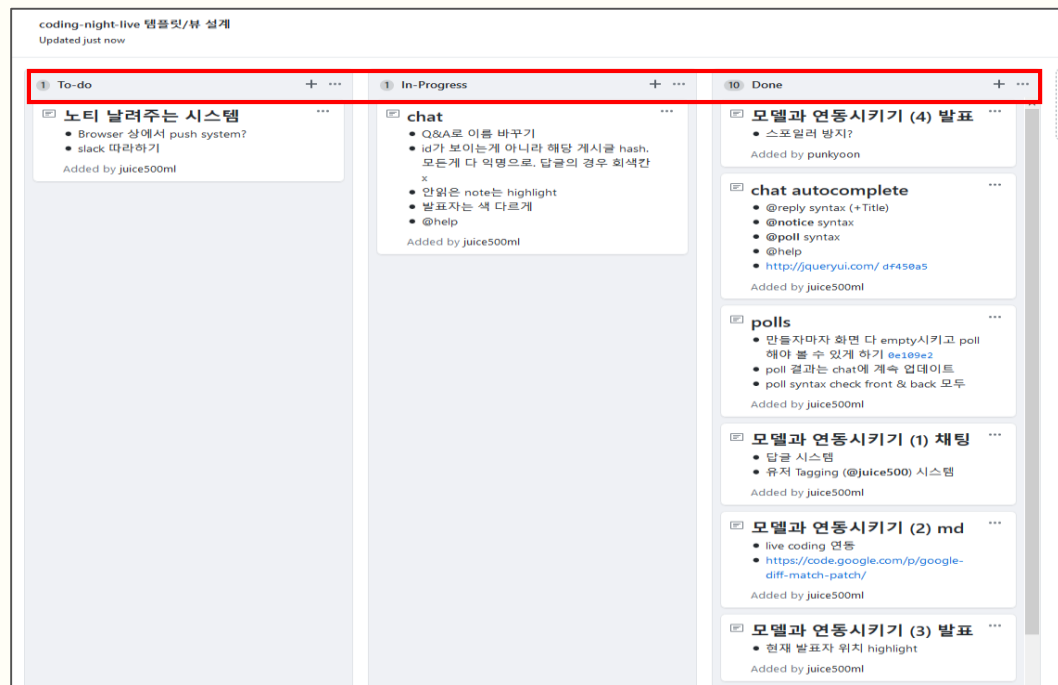 coding-night-live 템플릿/뷰 설계
Updated just now
1 To-do
노티 날려주는 시스템
Browser 상에서 push system?
slack 따라하기
Added by juice500ml
1 In-Progress
chat
Q&A로 이름 바꾸기
id가 보이는게 아니라 해당 게시글 hash.
모든게 다 익명으로, 답글의 경우 회색칸
x
안읽은 note는 highlight
발표자는 색 다르게
@help
Added by juice500ml
10 Done
모델과 연동시키기 (4) 발표
스포일러 방지?
Added by punkyoon
chat autocomplete
@reply syntax (+Title)
@notice syntax
@poll syntax
@help
http://jqueryui.com/ df450a5
Added by juice500ml
polls
만들자마자 화면 다 empty시키고 poll
해야 볼 수 있게 하기 0e109e2
poll 결과는 chat에 계속 업데이트
poll syntax check front & back 모두
Added by juice500ml
모델과 연동시키기 (1) 채팅
답글 시스템
유저 Tagging (@juice500) 시스템
Added by juice500ml
모델과 연동시키기 (2) md
live coding 연동
https://code.google.com/p/google-
diff-match-patch/
Added by juice500ml
모델과 연동시키기 (3) 발표
현재 발표자 위치 highlight
Added by juice500ml